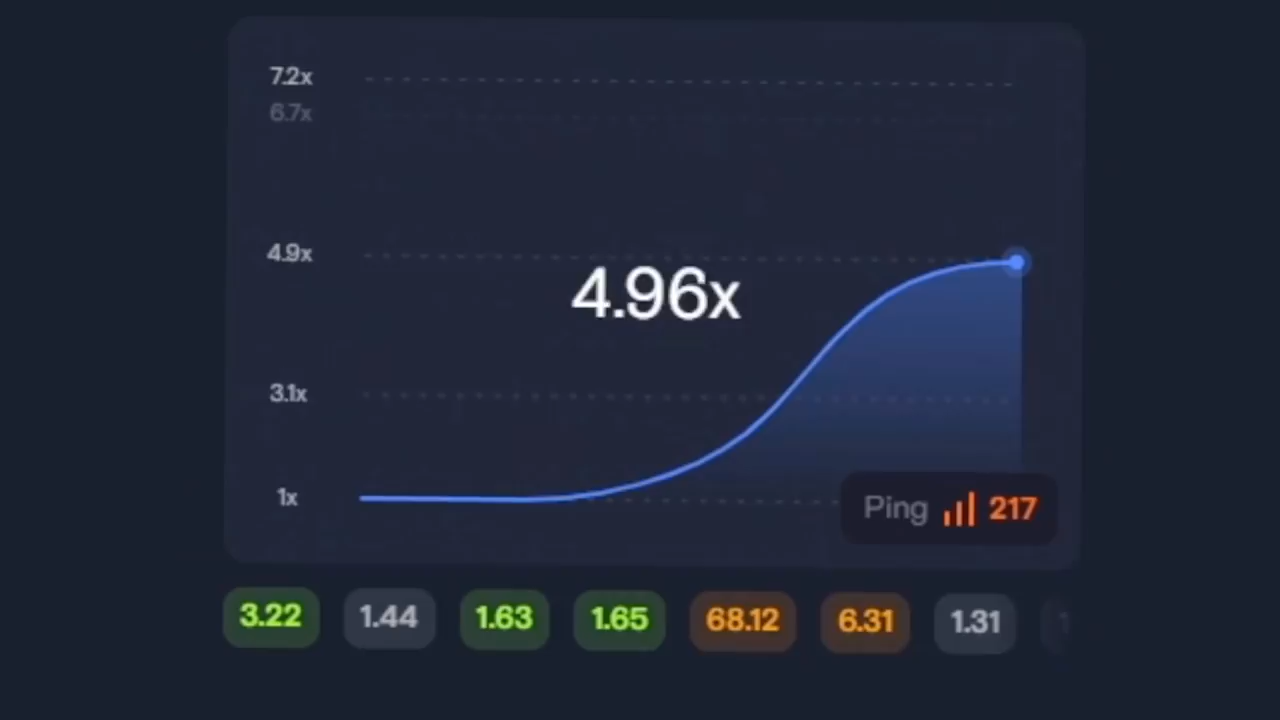 7.2x
6.7x
4.9x
4.96x
3.1x
1x
Ping 217
3.22 1.44 1.63 1.65 68.12 6.31 1.31